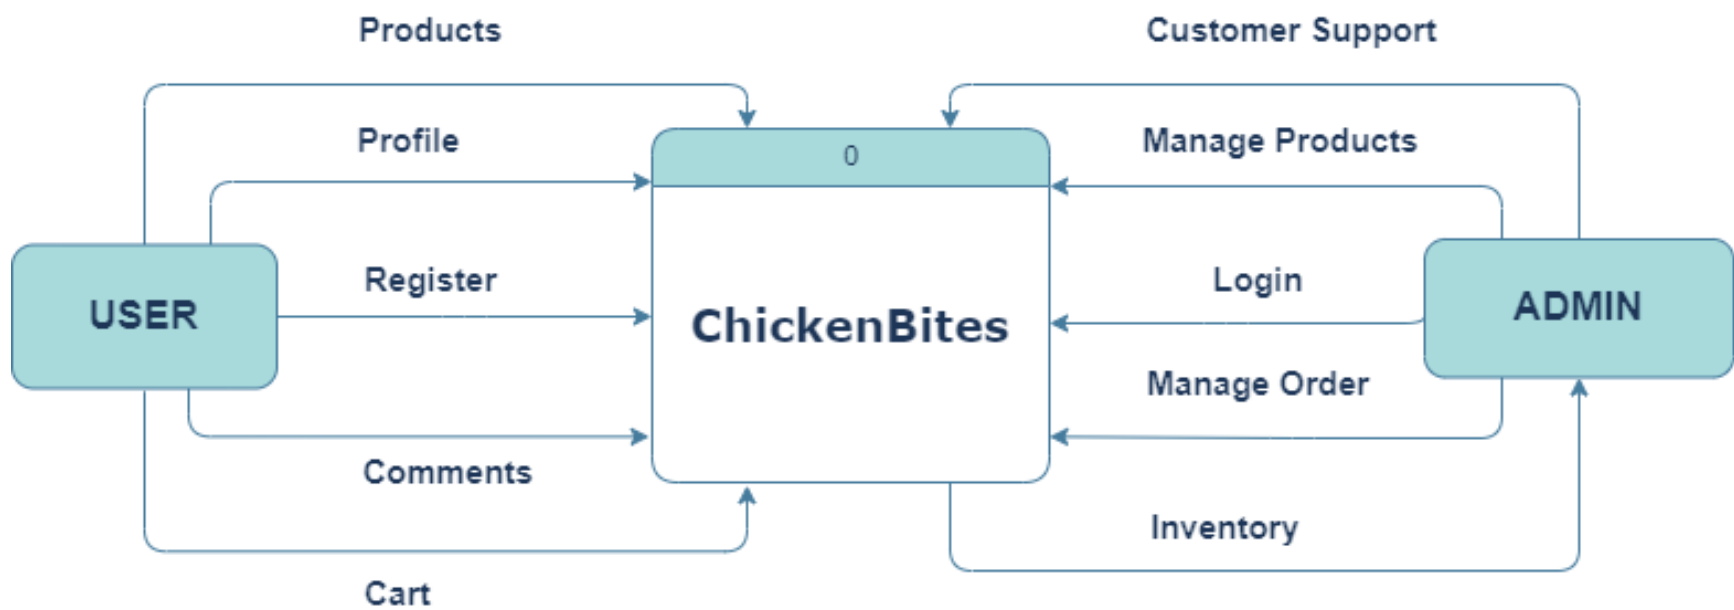 Products
Customer Support
Profile
0
Manage Products
Register
Login
USER
ChickenBites
ADMIN
Manage Order
Comments
Inventory
Cart